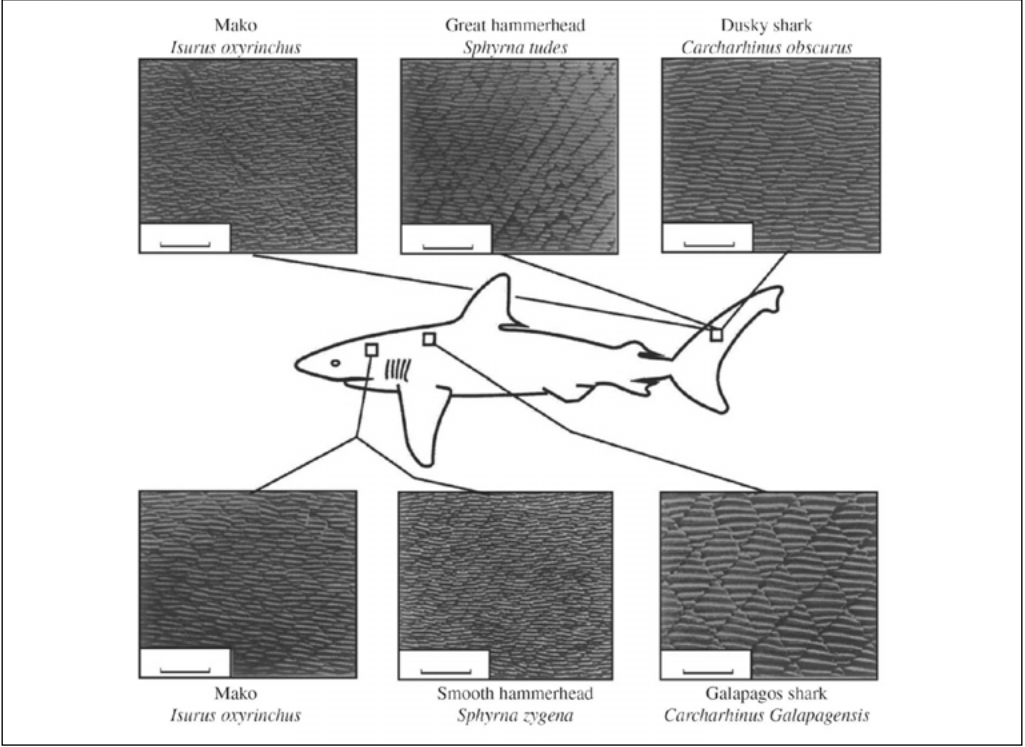 Mako
Isurus oxyrinchus
Great hammerhead
Sphyrna tudes
Dusky shark
Carcharhinus obscurus
Mako
Isurus oxyrinchus
Smooth hammerhead
Sphyrna zygena
Galapagos shark
Carcharhinus Galapagensis